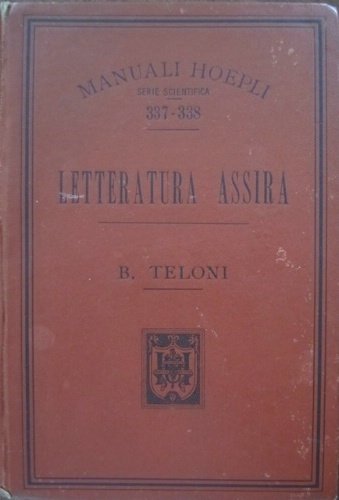 MANUALI HOEPLI
SERIE SCIENTIFICA
337-338
LETTERATURA ASSIRA
B. TELONI